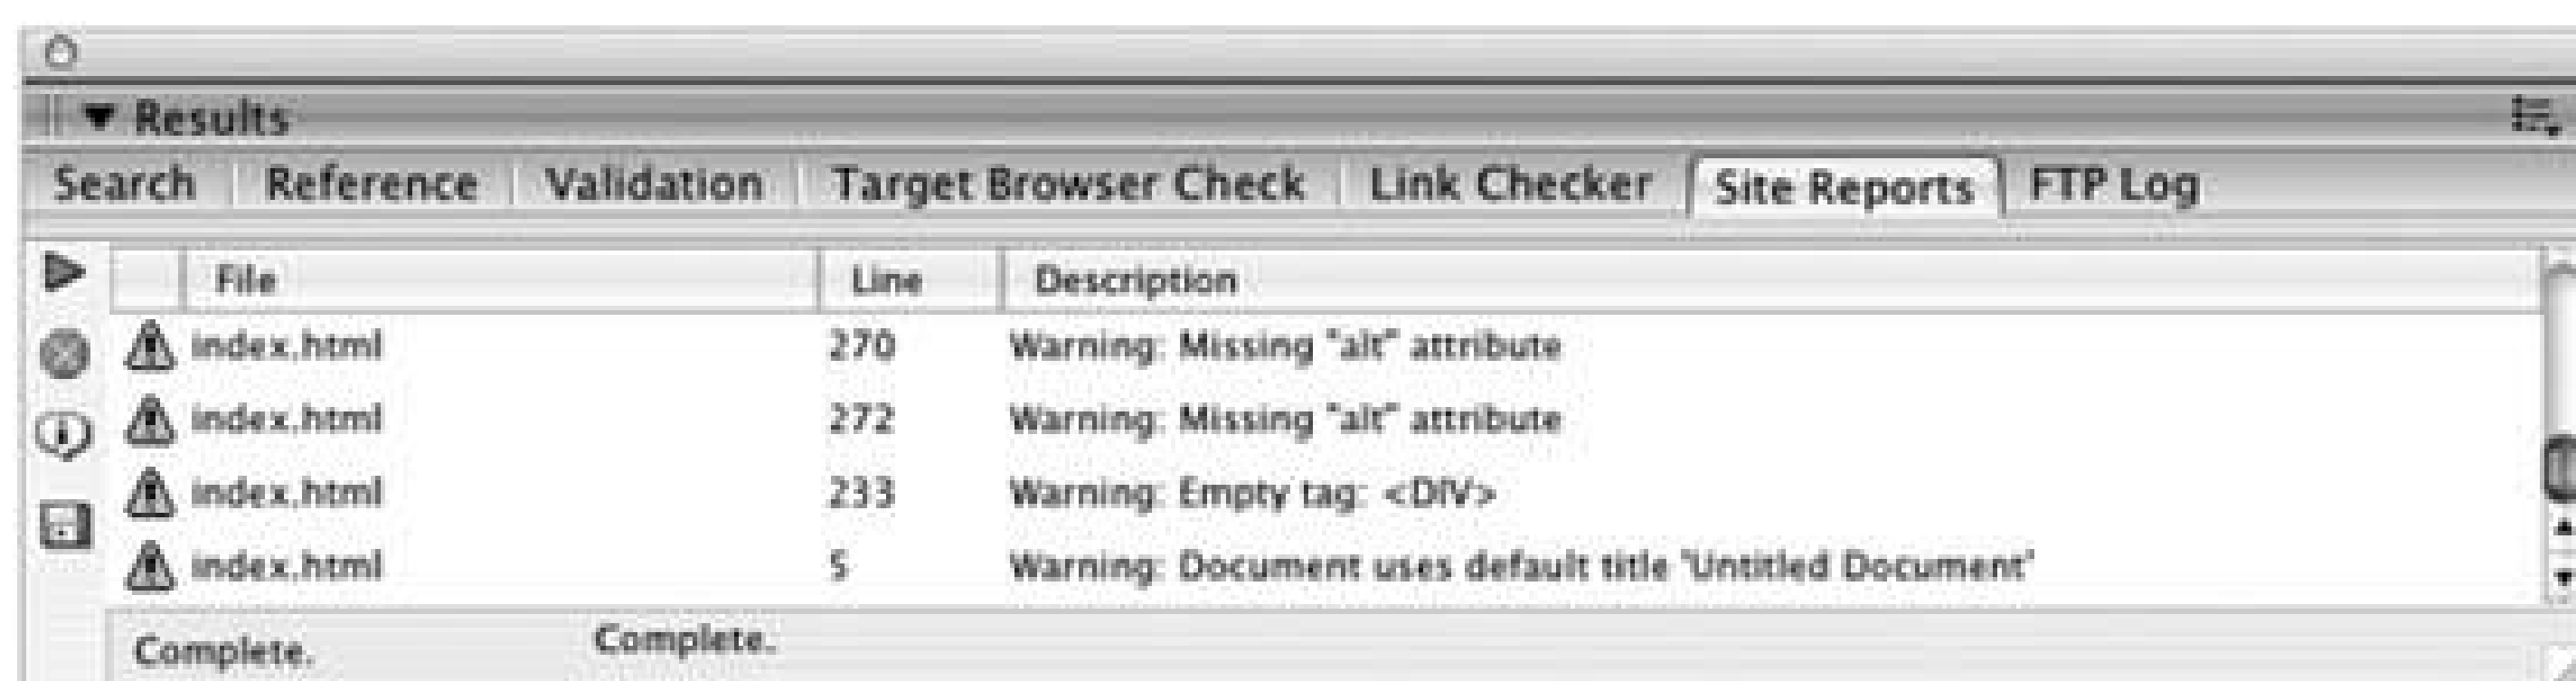 Results
Search Reference Validation Target Browser Check Link Checker Site Reports FTP Log
File Line Description
index.html 270 Warning: Missing "alt" attribute
index.html 272 Warning: Missing "alt" attribute
index.html 233 Warning: Empty tag: <DIV>
index.html 5 Warning: Document uses default title 'Untitled Document'
Complete. Complete.